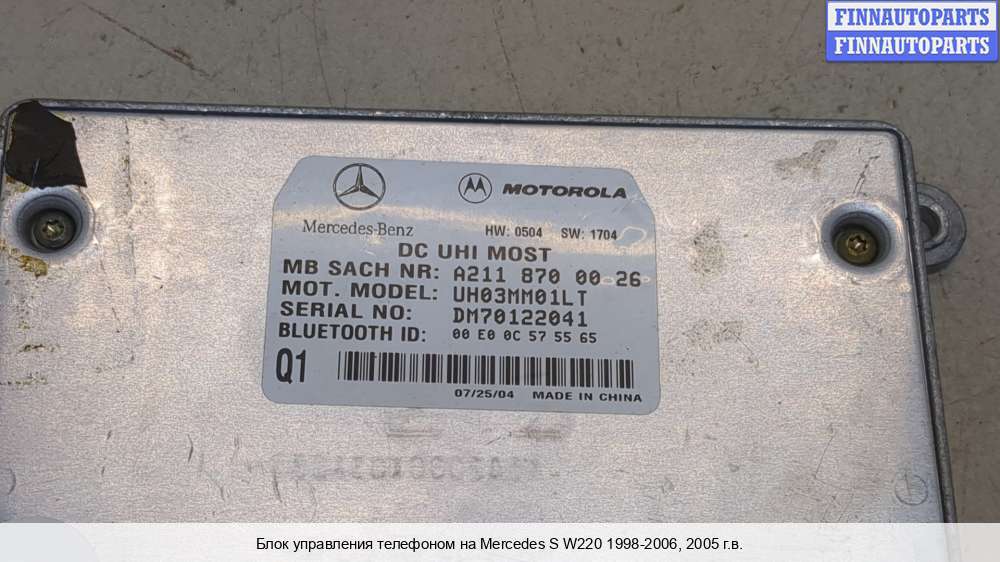 FINNAUTOPARTS
FINNAUTOPARTS
Mercedes-Benz
MOTOROLA
HW: 0504 SW: 1704
DC UHI MOST
MB SACH NR: A211 870 00 26
MOT. MODEL: UH03MM01LT
SERIAL NO: DM70122041
BLUETOOTH ID: 00 E0 0C 57 55 65
Q1
07/25/04 MADE IN CHINA
Блок управления телефоном на Mercedes S W220 1998-2006, 2005 г.в.